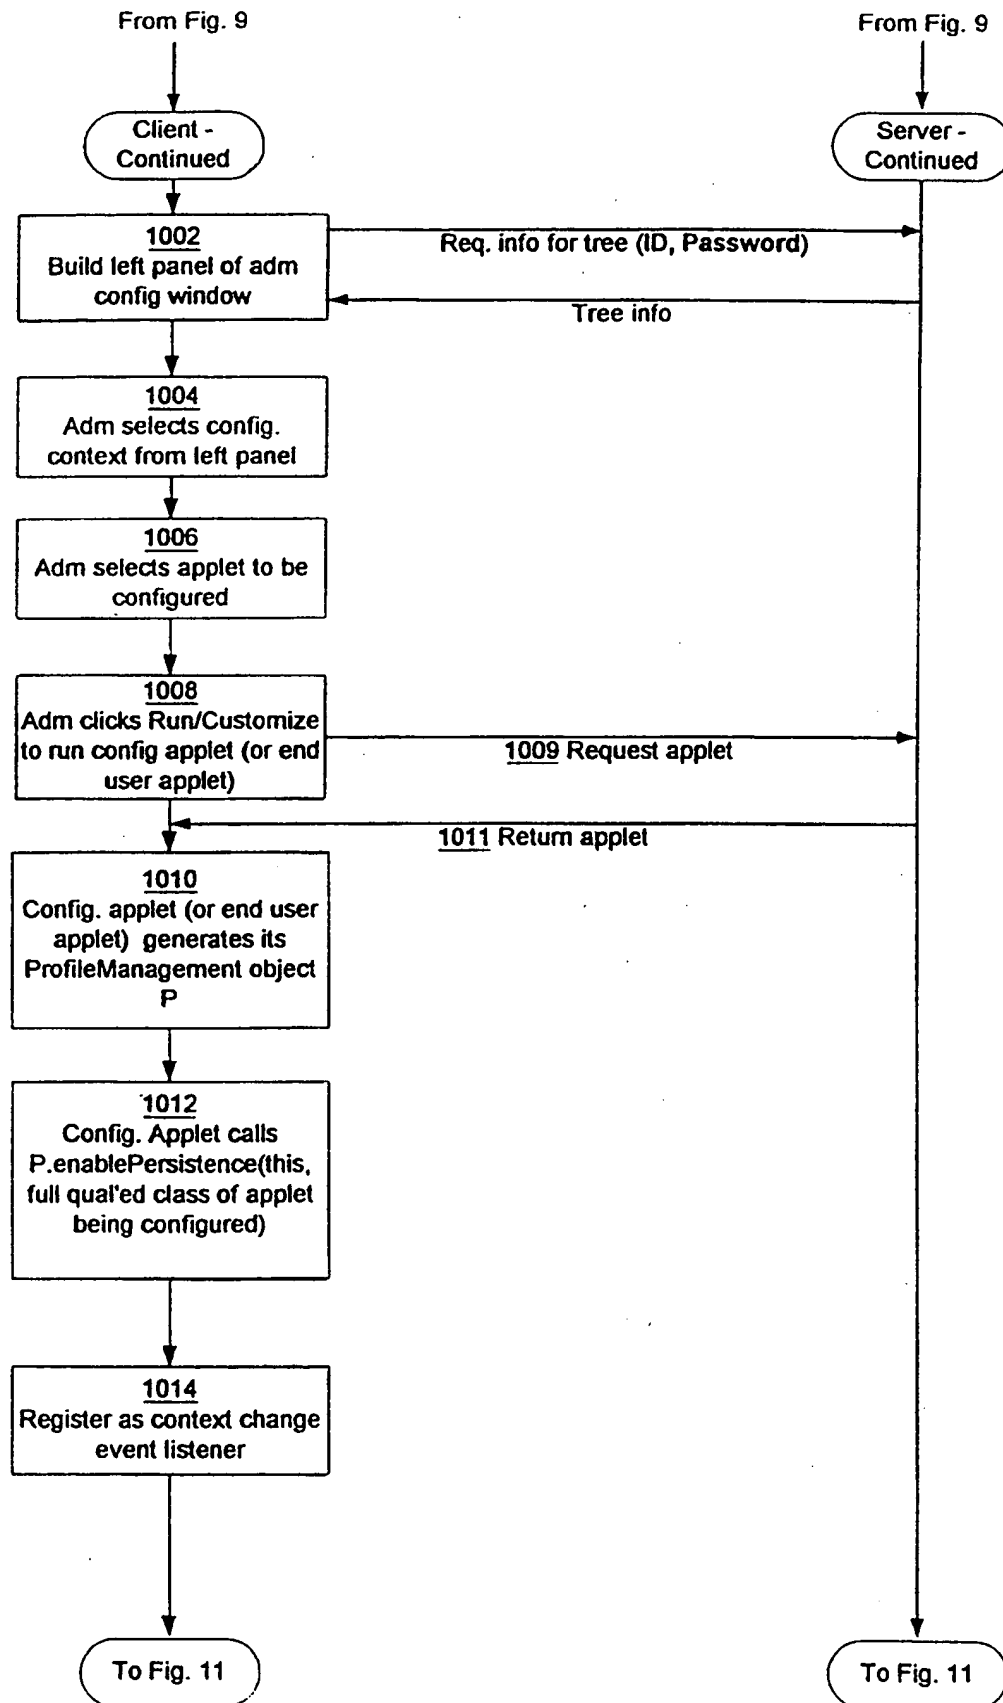 From Fig. 9
From Fig. 9
Client -
Continued
Server -
Continued
1002
Build left panel of adm
config window
Req. info for tree (ID, Password)
Tree info
1004
Adm selects config.
context from left panel
1006
Adm selects applet to be
configured
1008
Adm clicks Run/Customize
to run config applet (or end
user applet)
1009 Request applet
1011 Return applet
1010
Config. applet (or end user
applet) generates its
ProfileManagement object
P
1012
Config. Applet calls
P.enablePersistence(this,
full qual'ed class of applet
being configured)
1014
Register as context change
event listener
To Fig. 11
To Fig. 11